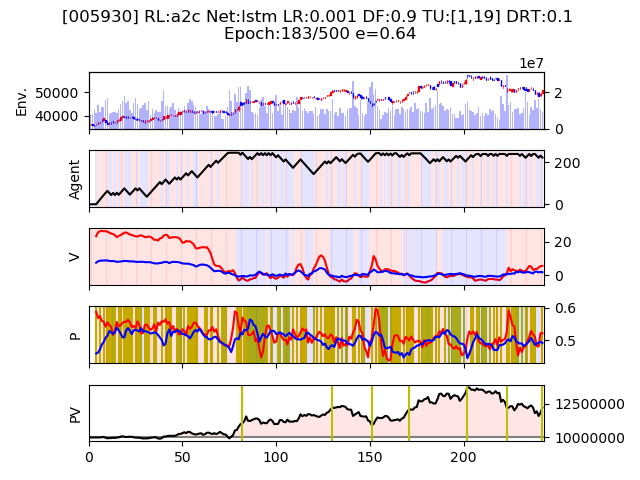 [005930] RL:a2c Net:lstm LR:0.001 DF:0.9 TU:[1,19] DRT:0.1
Epoch:183/500 e=0.64
1e7
Env.
50000
40000
2
0
Agent
200
0
V
20
0
P
0.6
0.5
PV
12500000
10000000
0
50
100
150
200